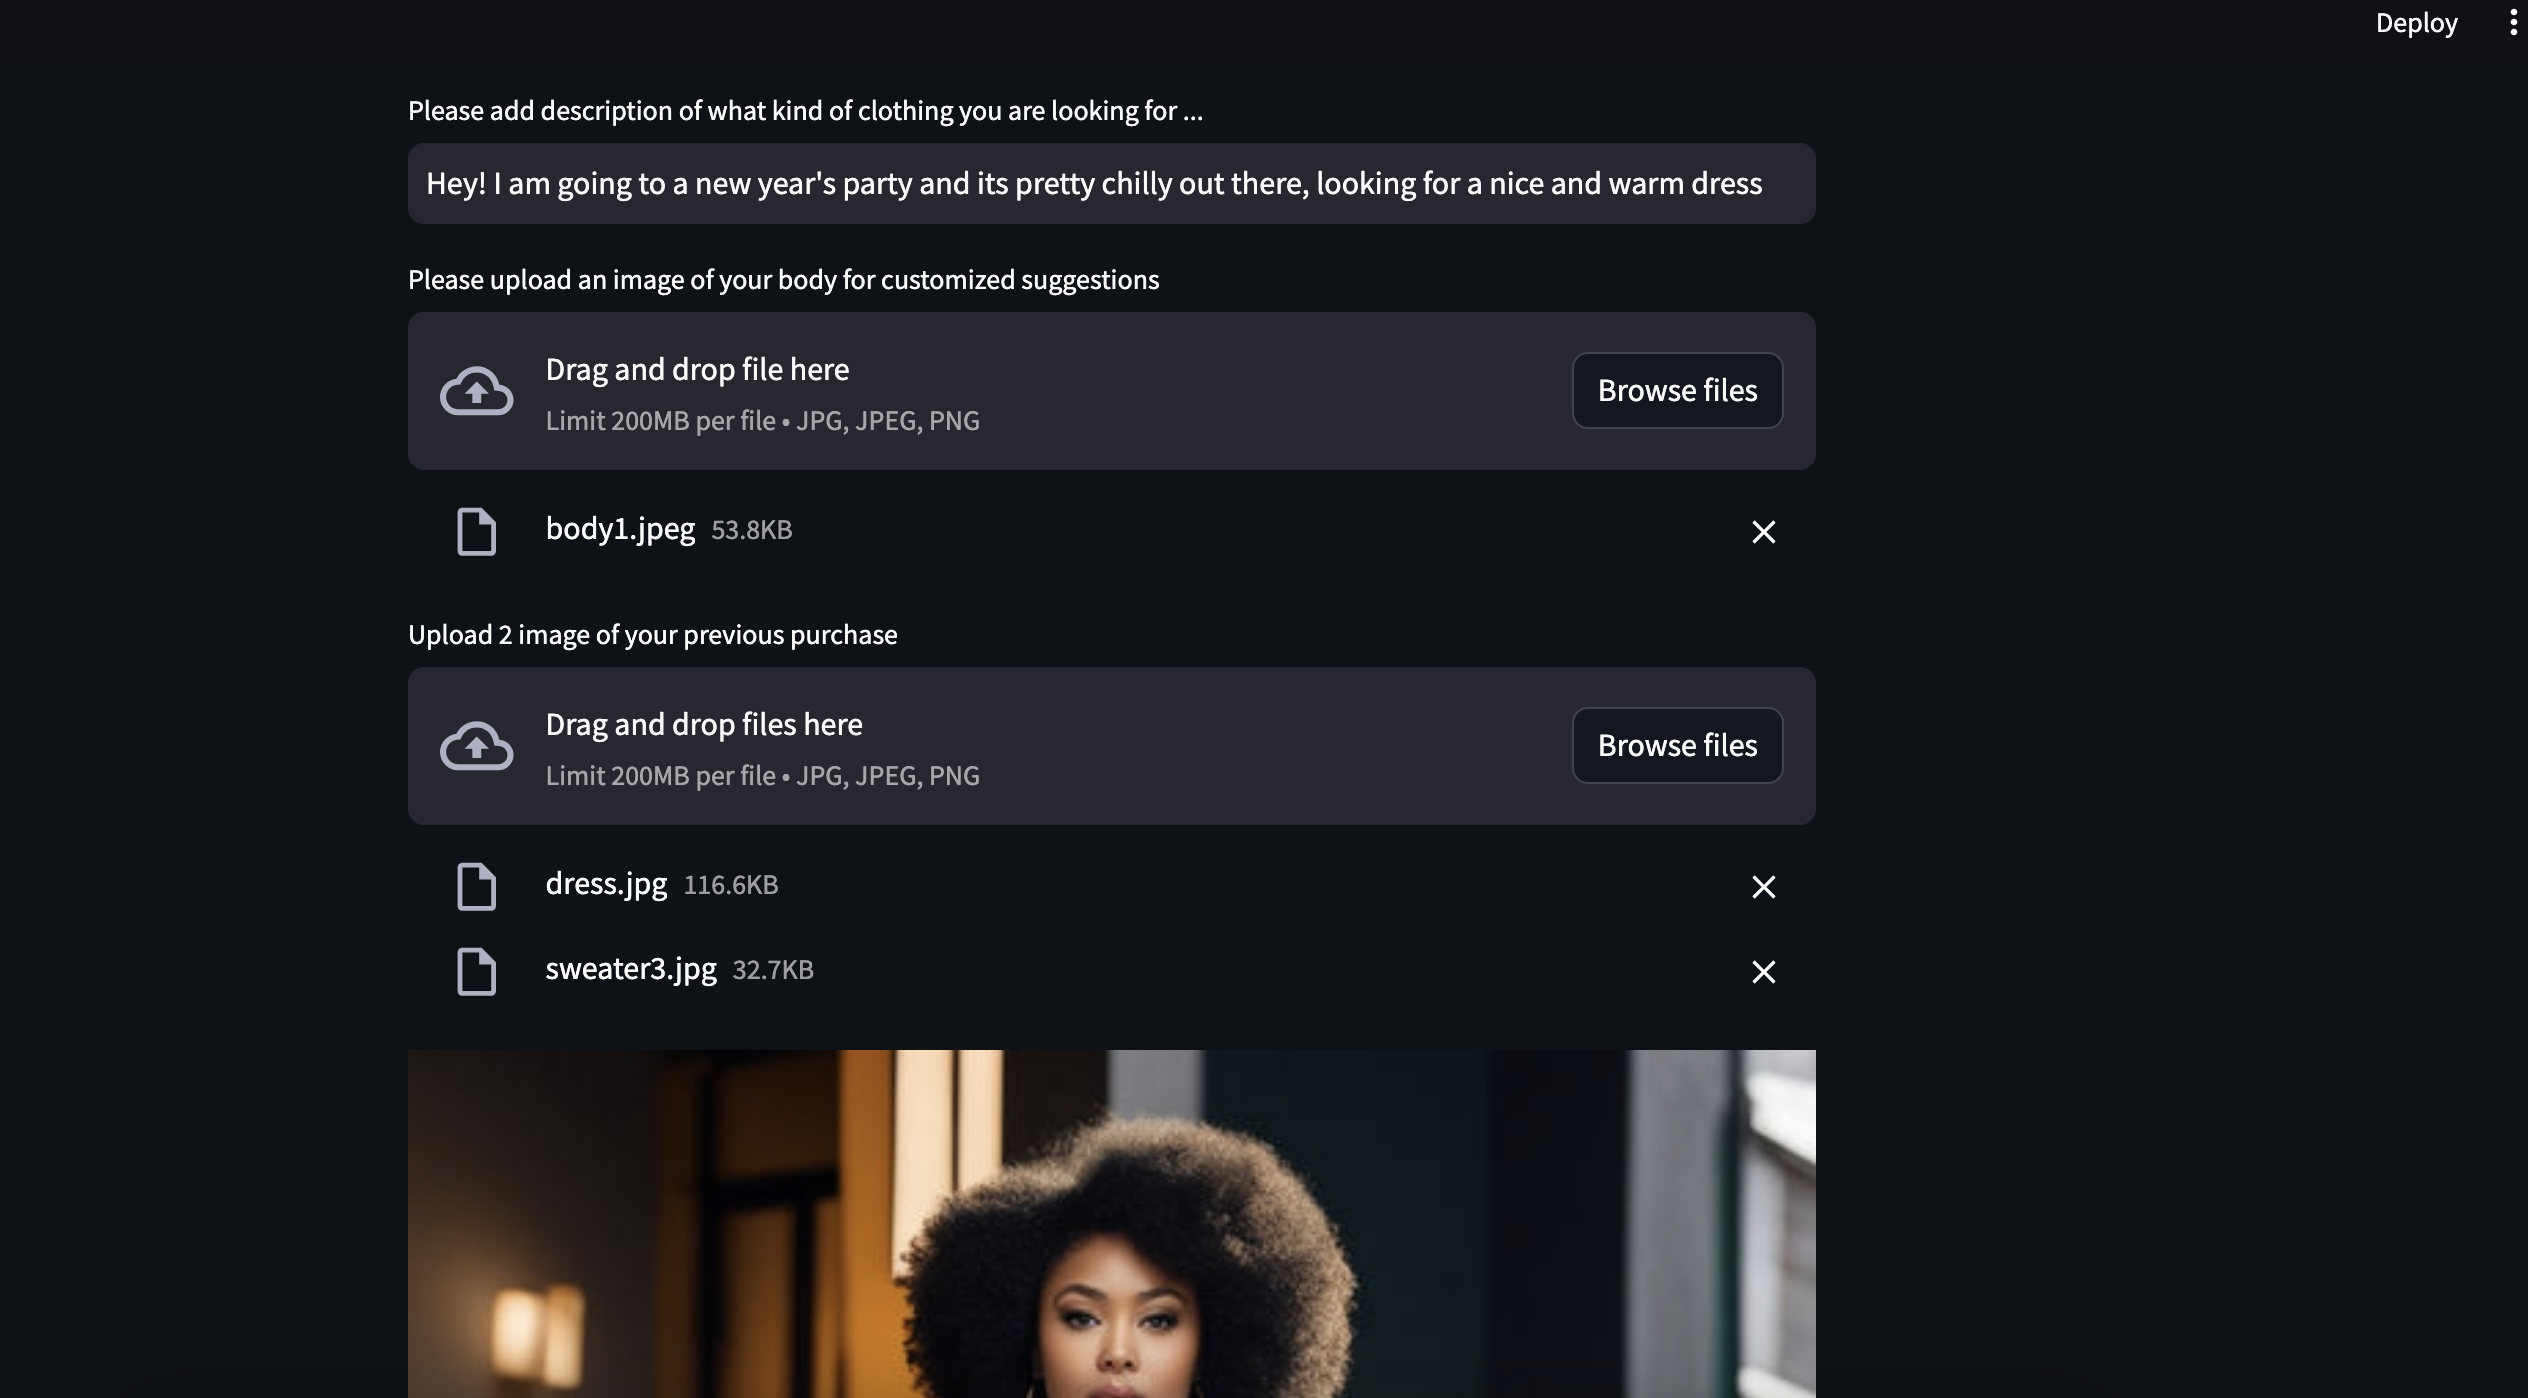 Deploy
Please add description of what kind of clothing you are looking for ...
Hey! I am going to a new year's party and its pretty chilly out there, looking for a nice and warm dress
Please upload an image of your body for customized suggestions
Drag and drop file here
Limit 200MB per file • JPG, JPEG, PNG
Browse files
body1.jpeg 53.8KB
Upload 2 image of your previous purchase
Drag and drop files here
Limit 200MB per file • JPG, JPEG, PNG
Browse files
dress.jpg 116.6KB
sweater3.jpg 32.7KB